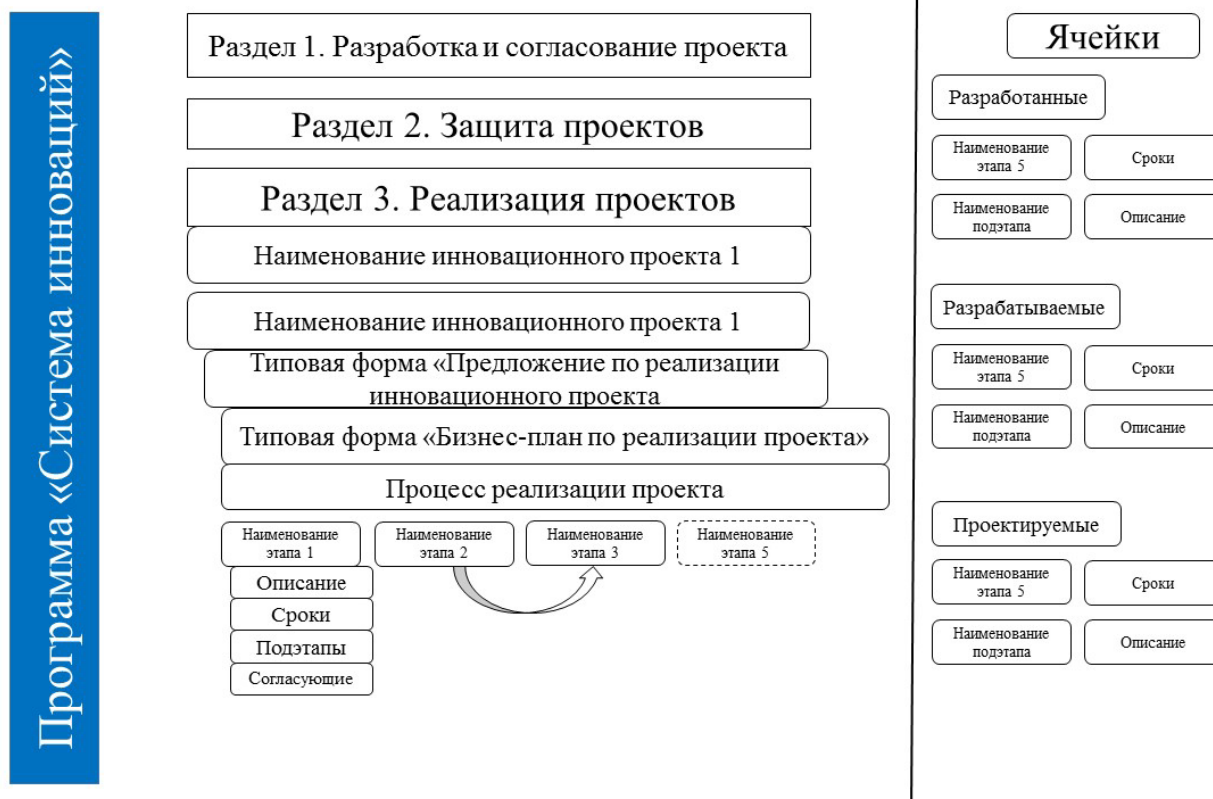 Программа «Система инноваций»
Раздел 1. Разработка и согласование проекта
Раздел 2. Защита проектов
Раздел 3. Реализация проектов
Наименование инновационного проекта 1
Наименование инновационного проекта 1
Типовая форма «Предложение по реализации
инновационного проекта
Типовая форма «Бизнес-план по реализации проекта»
Процесс реализации проекта
Наименование
этапа 1
Наименование
этапа 2
Наименование
этапа 3
Наименование
этапа 5
Описание
Сроки
Подэтапы
Согласующие
Ячейки
Разработанные
Наименование
этапа 5
Сроки
Наименование
подэтапа
Описание
Разрабатываемые
Наименование
этапа 5
Сроки
Наименование
подэтапа
Описание
Проектируемые
Наименование
этапа 5
Сроки
Наименование
подэтапа
Описание